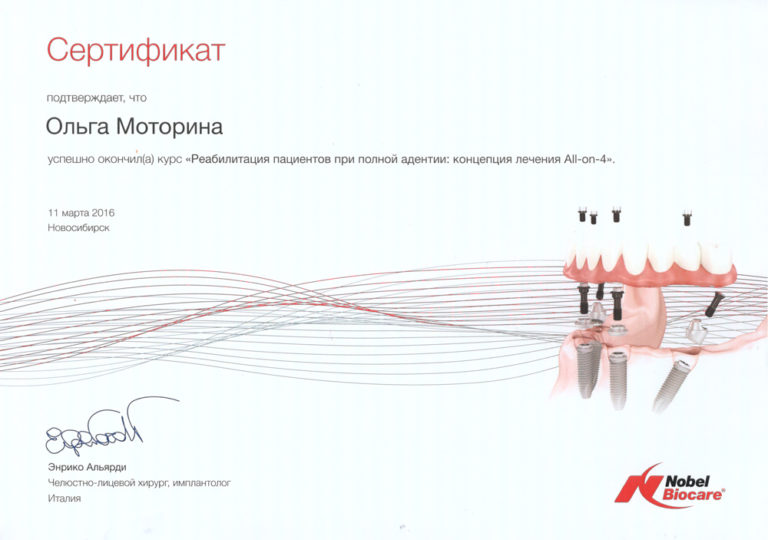 Сертификат
подтверждает, что
Ольга Моторина
успешно окончил(а) курс «Реабилитация пациентов при полной адентии: концепция лечения All-on-4».
11 марта 2016
Новосибирск
Энрико Альярди
Челюстно-лицевой хирург, имплантолог
Италия
Nobel
Biocare®